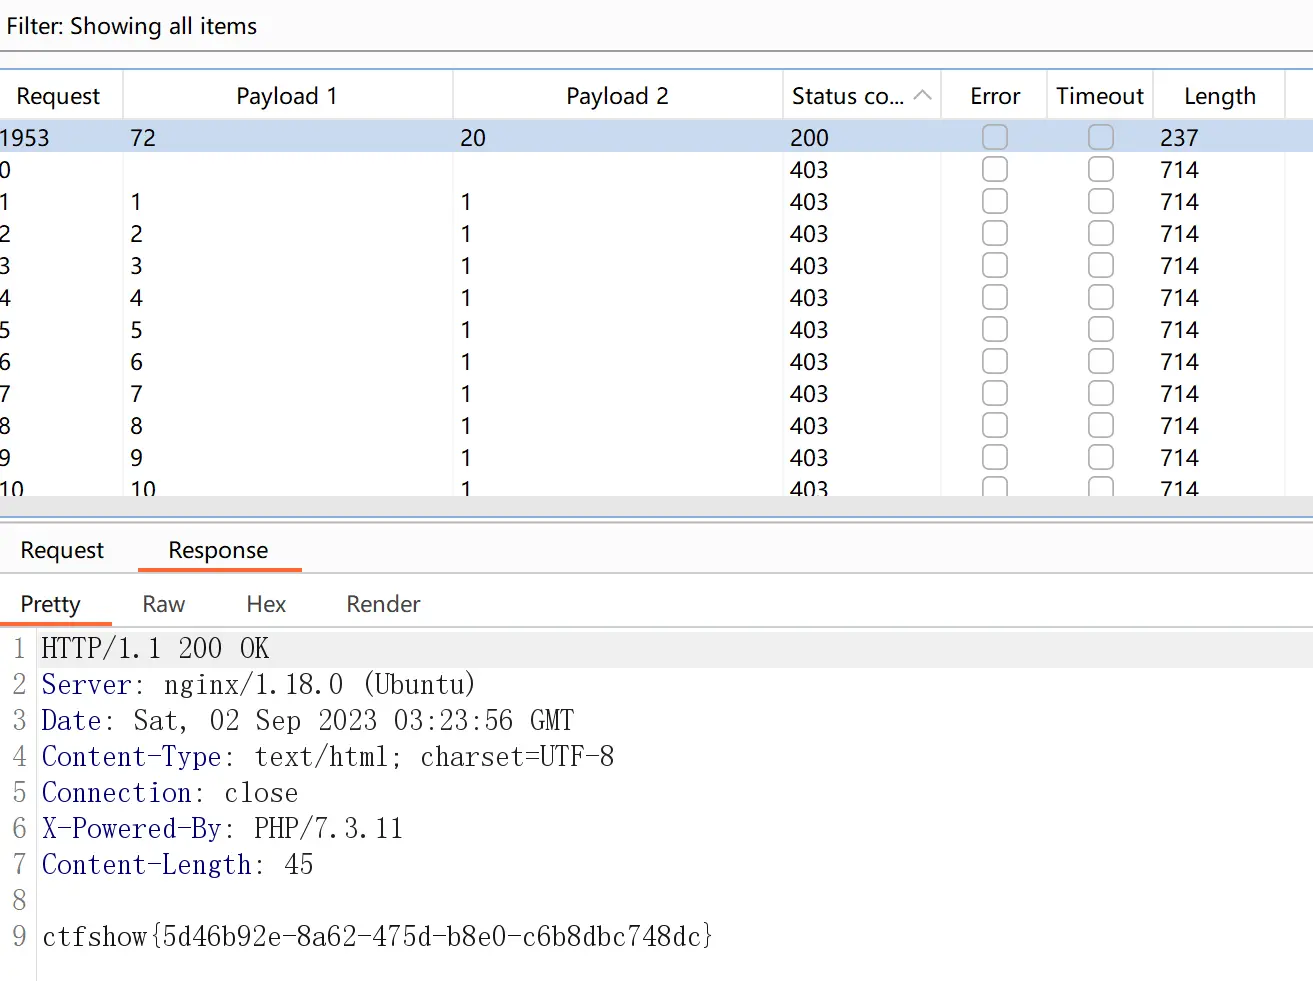 Filter: Showing all items
Request Payload 1 Payload 2 Status co... Error Timeout Length
1953 72 20 200 237
0 403 714
1 1 1 403 714
2 2 1 403 714
3 3 1 403 714
4 4 1 403 714
5 5 1 403 714
6 6 1 403 714
7 7 1 403 714
8 8 1 403 714
9 9 1 403 714
10 10 1 403 714
Request Response
Pretty Raw Hex Render
1 HTTP/1.1 200 OK
2 Server: nginx/1.18.0 (Ubuntu)
3 Date: Sat, 02 Sep 2023 03:23:56 GMT
4 Content-Type: text/html; charset=UTF-8
5 Connection: close
6 X-Powered-By: PHP/7.3.11
7 Content-Length: 45
8
9 ctfshow{5d46b92e-8a62-475d-b8e0-c6b8dbc748dc}